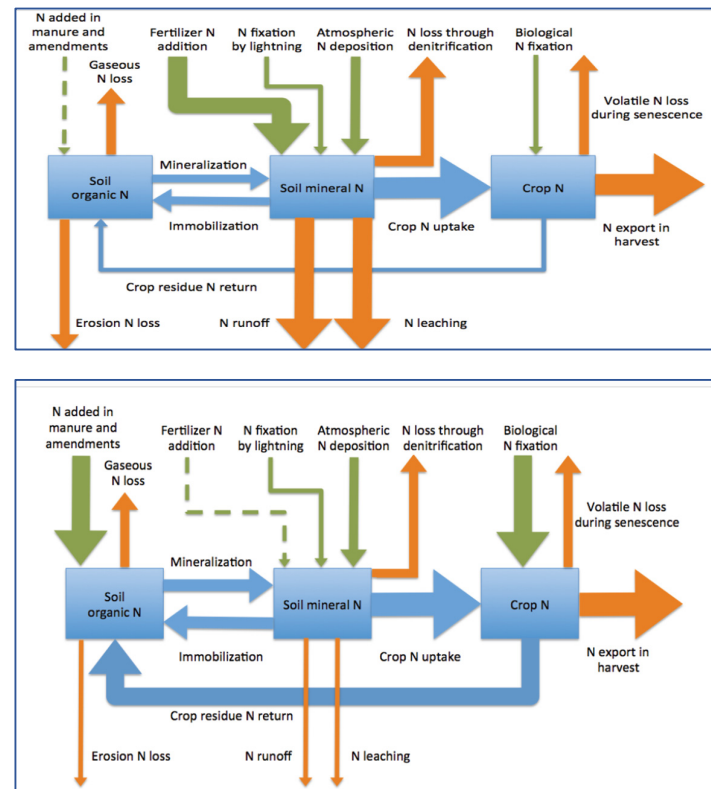 N added in
manure and
amendments
Gaseous
N loss
Fertilizer N
addition
N fixation
by lightning
Atmospheric
N deposition
N loss through
denitrification
Biological
N fixation
Volatile N loss
during senescence
Soil
organic N
Mineralization
Immobilization
Soil mineral N
Crop N uptake
Crop N
N export in
harvest
Crop residue N return
Erosion N loss
N runoff
N leaching
N added in
manure and
amendments
Gaseous
N loss
Fertilizer N
addition
N fixation
by lightning
Atmospheric
N deposition
N loss through
denitrification
Biological
N fixation
Volatile N loss
during senescence
Soil
organic N
Mineralization
Immobilization
Soil mineral N
Crop N uptake
Crop N
N export in
harvest
Crop residue N return
Erosion N loss
N runoff
N leaching